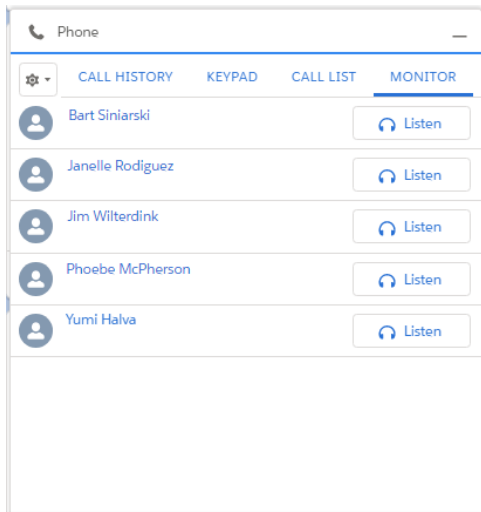 Phone
CALL HISTORY KEYPAD CALL LIST MONITOR
Bart Siniarski Listen
Janelle Rodiguez Listen
Jim Wilterdink Listen
Phoebe McPherson Listen
Yumi Halva Listen